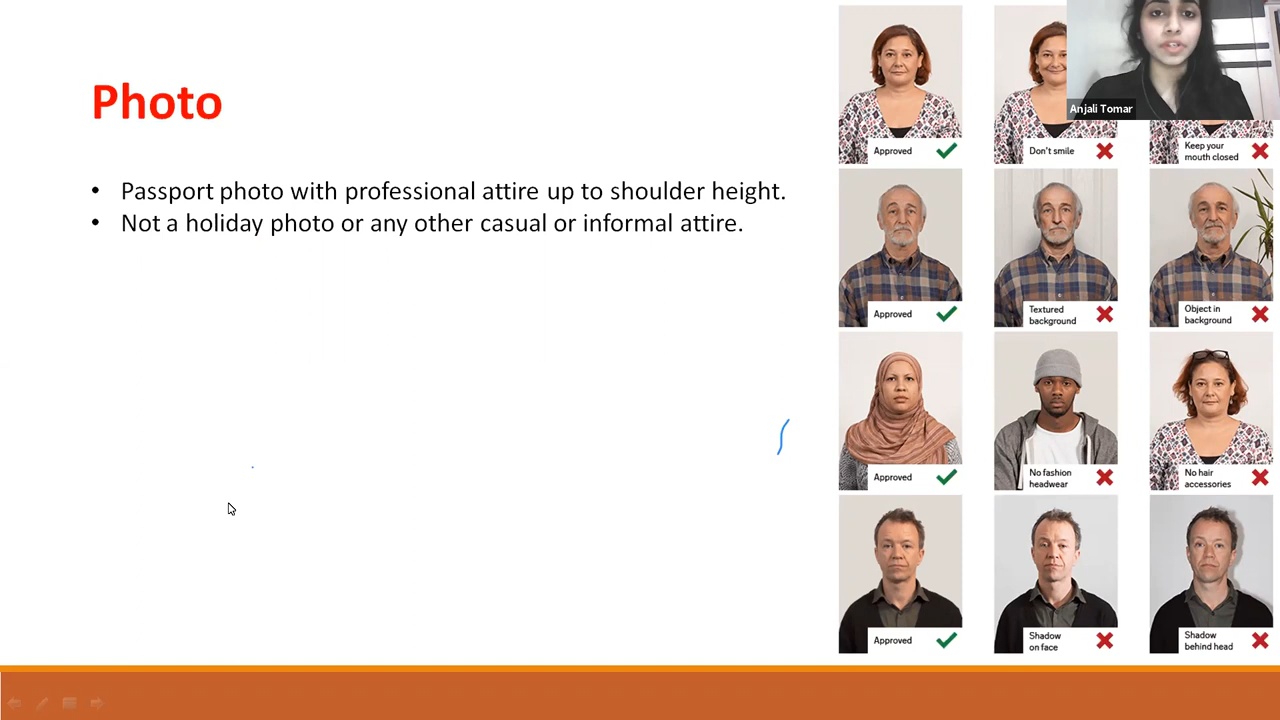 Photo
• Passport photo with professional attire up to shoulder height.
• Not a holiday photo or any other casual or informal attire.
Anjali Tomar
Approved
Don't smile
Keep your
mouth closed
Approved
Textured
background
Object in
background
Approved
No fashion
headwear
No hair
accessories
Approved
Shadow
on face
Shadow
behind head